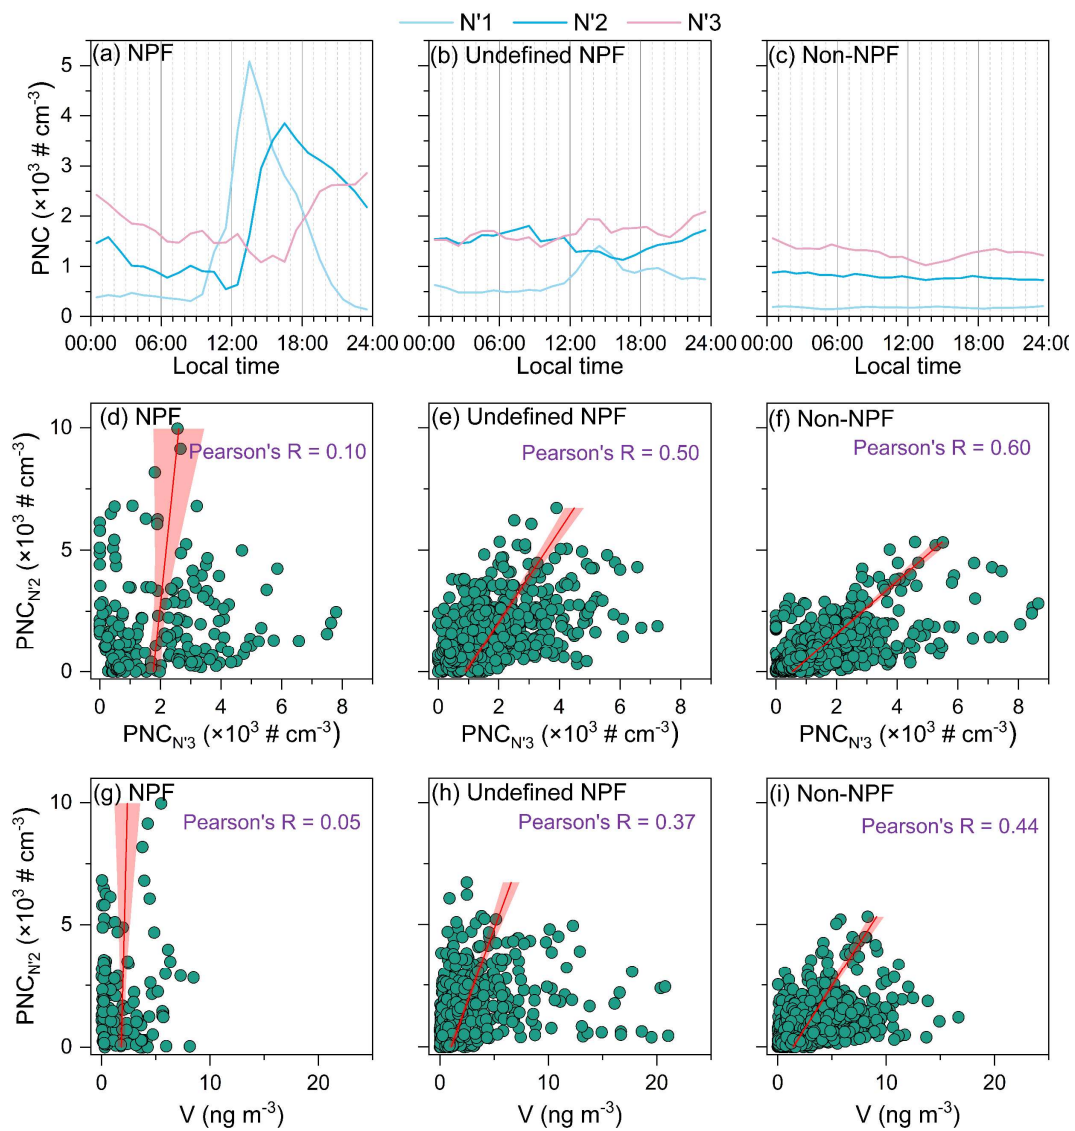 N'1 N'2 N'3
(a) NPF (b) Undefined NPF (c) Non-NPF
PNC (×10³ # cm⁻³)
5
4
3
2
1
0
00:00 06:00 12:00 18:00 24:00
00:00 06:00 12:00 18:00 24:00
00:00 06:00 12:00 18:00 24:00
Local time Local time Local time
(d) NPF (e) Undefined NPF (f) Non-NPF
Pearson's R = 0.10 Pearson's R = 0.50 Pearson's R = 0.60
PNC_N'2 (×10³ # cm⁻³)
10
5
0
0 2 4 6 8
0 2 4 6 8
0 2 4 6 8
PNC_N'3 (×10³ # cm⁻³) PNC_N'3 (×10³ # cm⁻³) PNC_N'3 (×10³ # cm⁻³)
(g) NPF (h) Undefined NPF (i) Non-NPF
Pearson's R = 0.05 Pearson's R = 0.37 Pearson's R = 0.44
PNC_N'2 (×10³ # cm⁻³)
10
5
0
0 10 20
0 10 20
0 10 20
V (ng m⁻³) V (ng m⁻³) V (ng m⁻³)